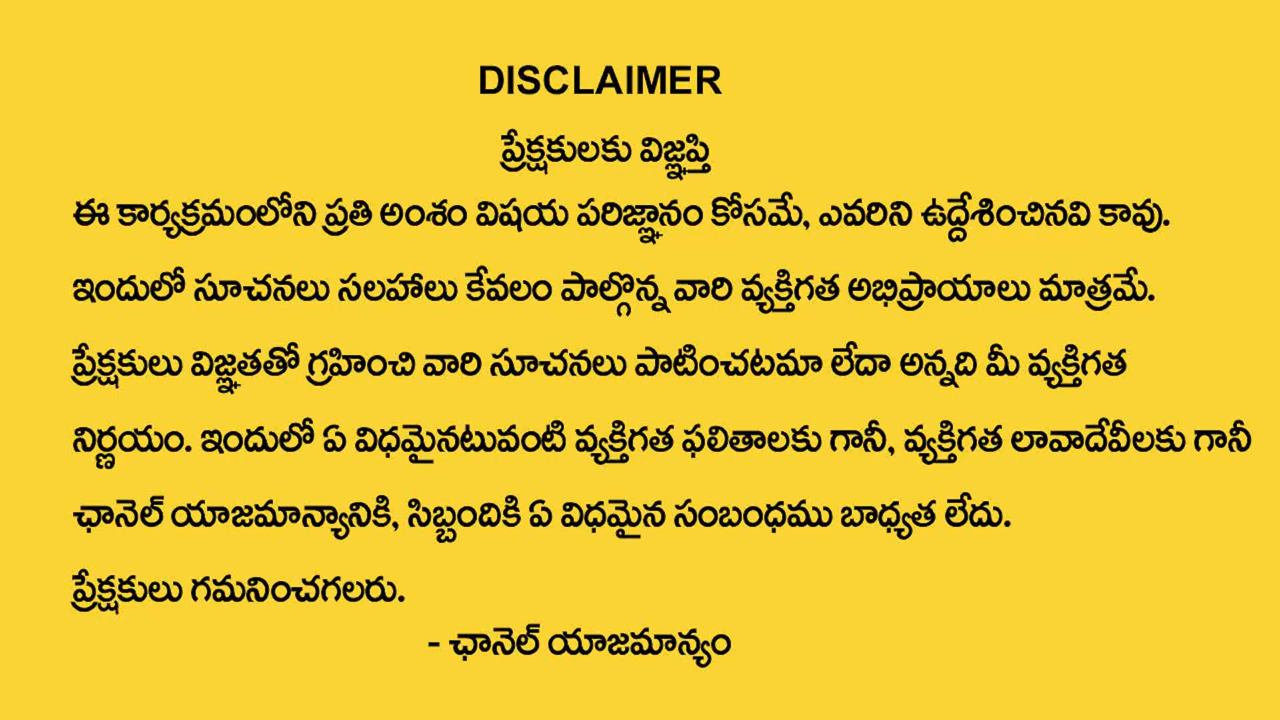 DISCLAIMER
ప్రేక్షకులకు విజ్ఞప్తి
ఈ కార్యక్రమంలోని ప్రతి అంశం విషయ పరిజ్ఞానం కోసమే, ఎవరిని ఉద్దేశించినవి కావు.
ఇందులో సూచనలు సలహాలు కేవలం పాల్గొన్న వారి వ్యక్తిగత అభిప్రాయాలు మాత్రమే.
ప్రేక్షకులు విజ్ఞతతో గ్రహించి వారి సూచనలు పాటించటమా లేదా అన్నది మీ వ్యక్తిగత
నిర్ణయం. ఇందులో ఏ విధమైనటువంటి వ్యక్తిగత ఫలితాలకు గానీ, వ్యక్తిగత లావాదేవీలకు గానీ
ఛానెల్ యాజమాన్యానికి, సిబ్బందికి ఏ విధమైన సంబంధము బాధ్యత లేదు.
ప్రేక్షకులు గమనించగలరు.
- ఛానెల్ యాజమాన్యం